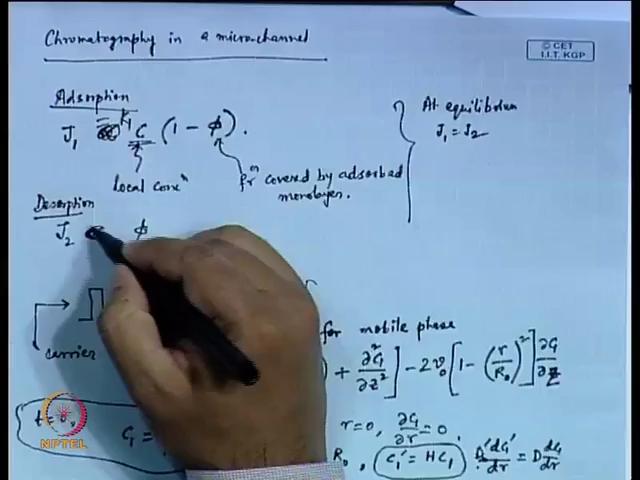 Chromatography in a microchannel
© CET
I.I.T. KGP
Adsorption
J₁ = K₁ C (1 − ϕ).
Local concⁿ
frⁿ covered by adsorbed
monolayer.
At equilibrium
J₁ = J₂
Desorption
J₂ ϕ
carrier
for mobile phase
+ ∂²C₁/∂z² ] − 2v₀ [ 1 − (r/R₀)² ] ∂C₁/∂z
t = 0,
C₁ =
r=0, ∂C₁/∂r = 0,
R₀, C₁' = HC₁, D' dC₁'/dr = D dC₁/dr
NPTEL